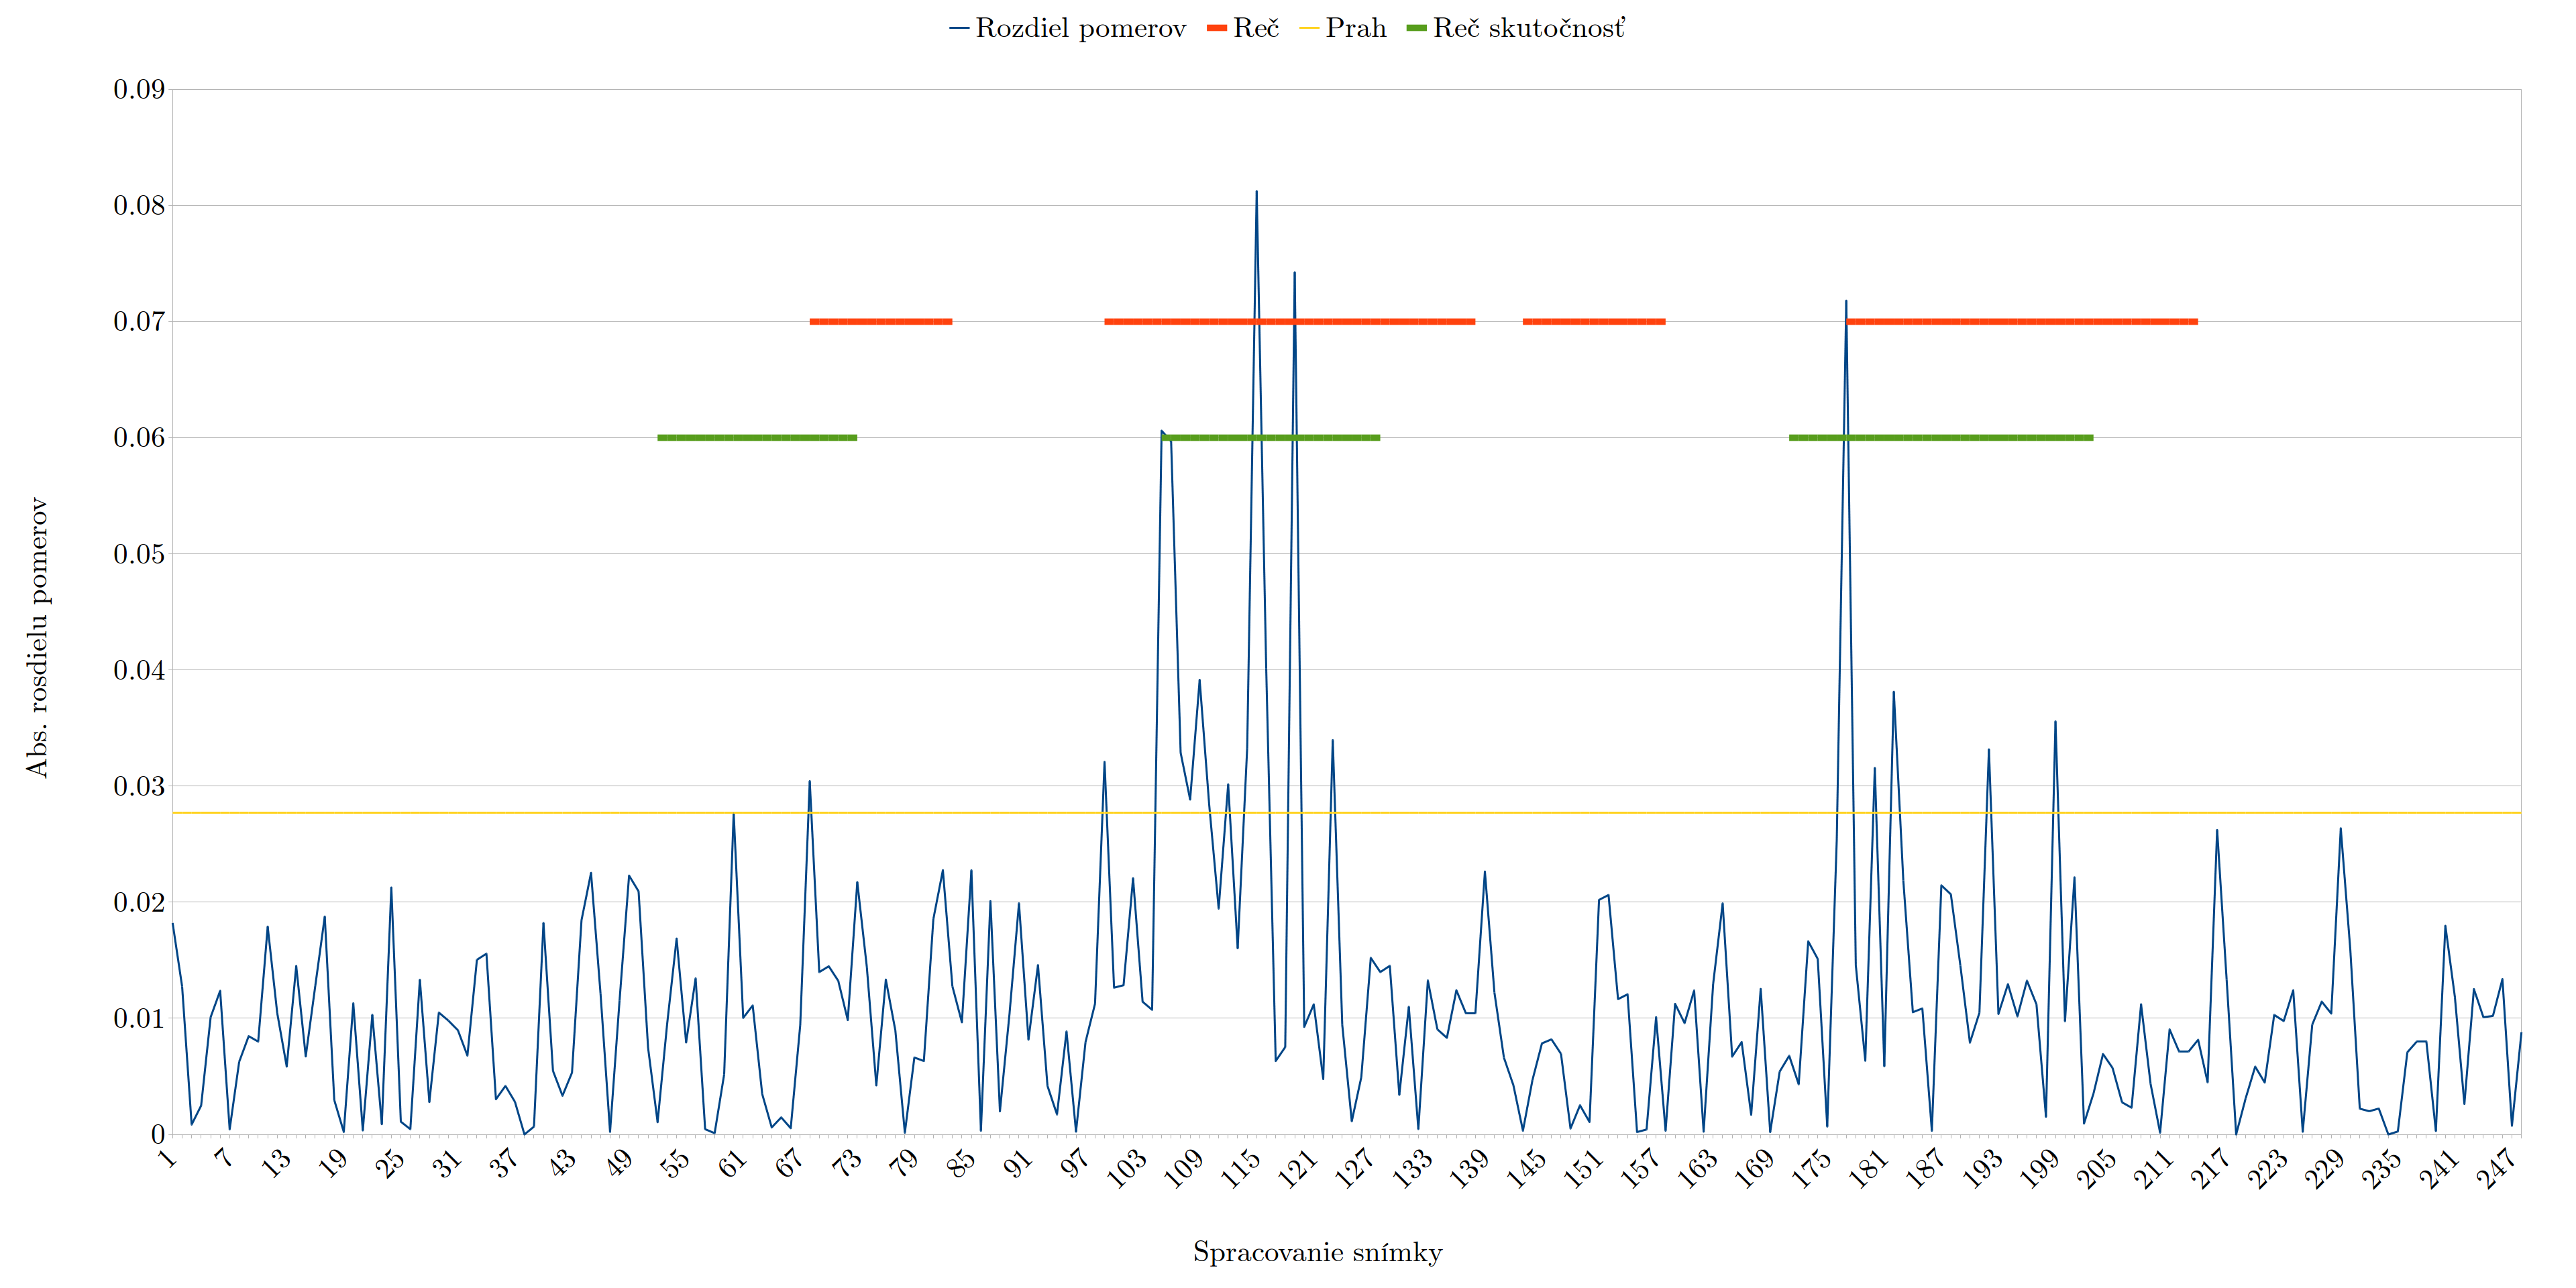 Rozdiel pomerov Reč Prah Reč skutočnosť
0.09
0.08
0.07
0.06
0.05
0.04
0.03
0.02
0.01
0
Abs. rosdielu pomerov
1 7 13 19 25 31 37 43 49 55 61 67 73 79 85 91 97 103 109 115 121 127 133 139 145 151 157 163 169 175 181 187 193 199 205 211 217 223 229 235 241 247
Spracovanie snímky